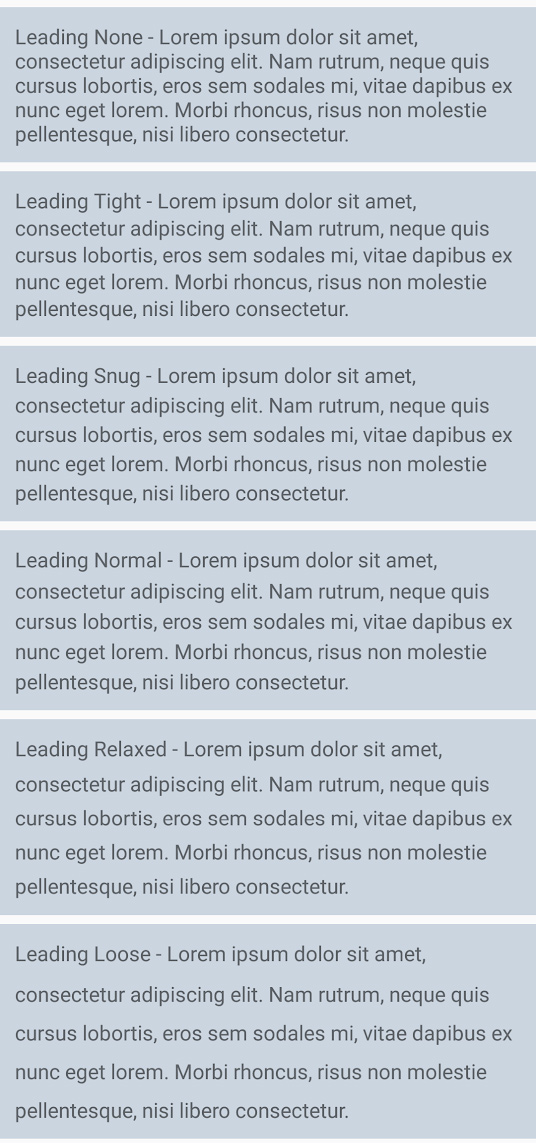 Leading None - Lorem ipsum dolor sit amet,
consectetur adipiscing elit. Nam rutrum, neque quis
cursus lobortis, eros sem sodales mi, vitae dapibus ex
nunc eget lorem. Morbi rhoncus, risus non molestie
pellentesque, nisi libero consectetur.
Leading Tight - Lorem ipsum dolor sit amet,
consectetur adipiscing elit. Nam rutrum, neque quis
cursus lobortis, eros sem sodales mi, vitae dapibus ex
nunc eget lorem. Morbi rhoncus, risus non molestie
pellentesque, nisi libero consectetur.
Leading Snug - Lorem ipsum dolor sit amet,
consectetur adipiscing elit. Nam rutrum, neque quis
cursus lobortis, eros sem sodales mi, vitae dapibus ex
nunc eget lorem. Morbi rhoncus, risus non molestie
pellentesque, nisi libero consectetur.
Leading Normal - Lorem ipsum dolor sit amet,
consectetur adipiscing elit. Nam rutrum, neque quis
cursus lobortis, eros sem sodales mi, vitae dapibus ex
nunc eget lorem. Morbi rhoncus, risus non molestie
pellentesque, nisi libero consectetur.
Leading Relaxed - Lorem ipsum dolor sit amet,
consectetur adipiscing elit. Nam rutrum, neque quis
cursus lobortis, eros sem sodales mi, vitae dapibus ex
nunc eget lorem. Morbi rhoncus, risus non molestie
pellentesque, nisi libero consectetur.
Leading Loose - Lorem ipsum dolor sit amet,
consectetur adipiscing elit. Nam rutrum, neque quis
cursus lobortis, eros sem sodales mi, vitae dapibus ex
nunc eget lorem. Morbi rhoncus, risus non molestie
pellentesque, nisi libero consectetur.